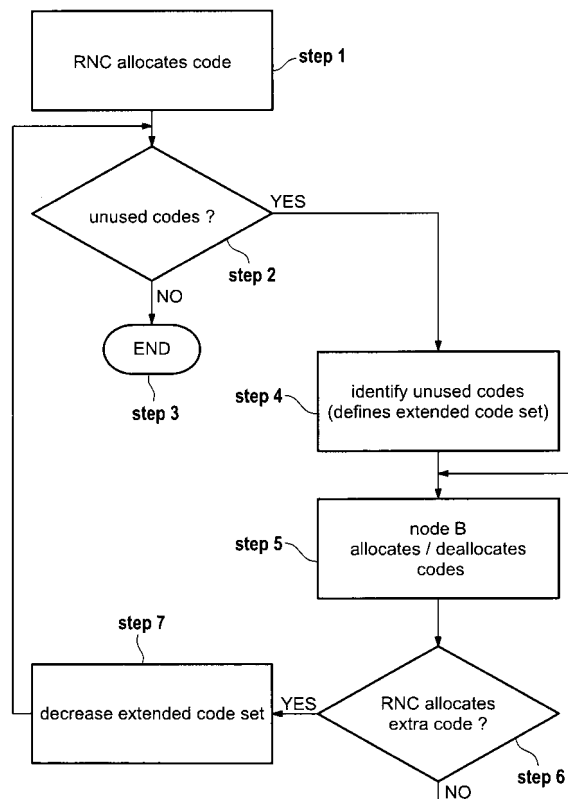 RNC allocates code
step 1
unused codes ?
YES
step 2
NO
END
step 3
step 4
identify unused codes
(defines extended code set)
step 5
node B
allocates / deallocates
codes
step 7
decrease extended code set
YES
RNC allocates
extra code ?
step 6
NO